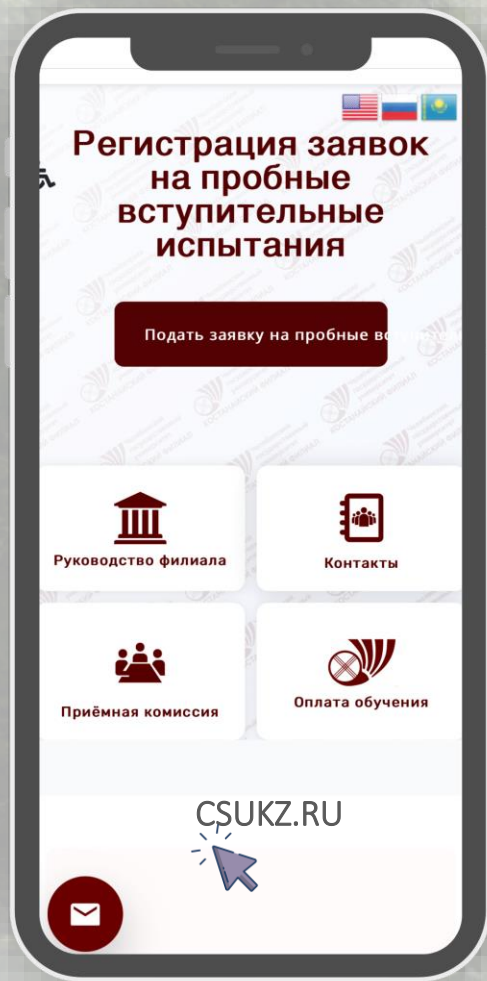 Регистрация заявок
на пробные
вступительные
испытания
Подать заявку на пробные
Руководство филиала
Контакты
Приёмная комиссия
Оплата обучения
CSUKZ.RU